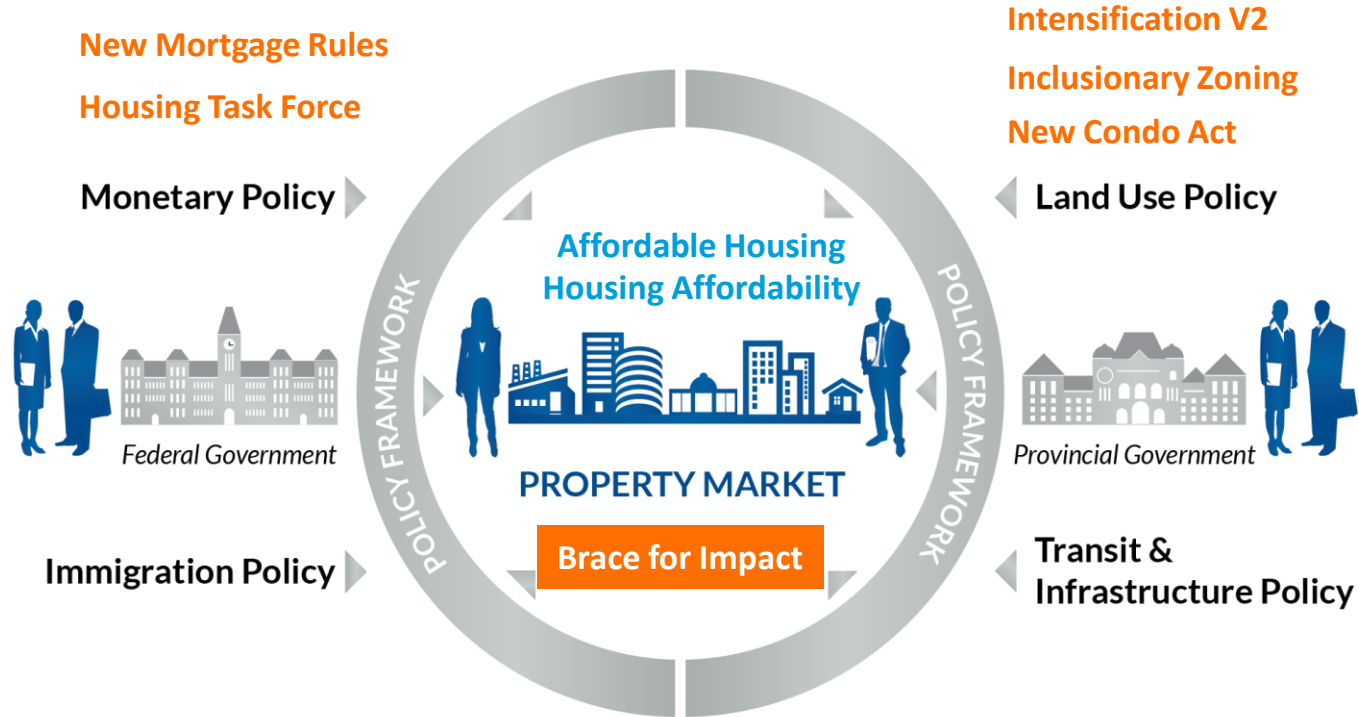 New Mortgage Rules
Housing Task Force
Monetary Policy
Federal Government
Immigration Policy
POLICY FRAMEWORK
Affordable Housing
Housing Affordability
PROPERTY MARKET
Brace for Impact
POLICY FRAMEWORK
Intensification V2
Inclusionary Zoning
New Condo Act
Land Use Policy
Provincial Government
Transit &
Infrastructure Policy